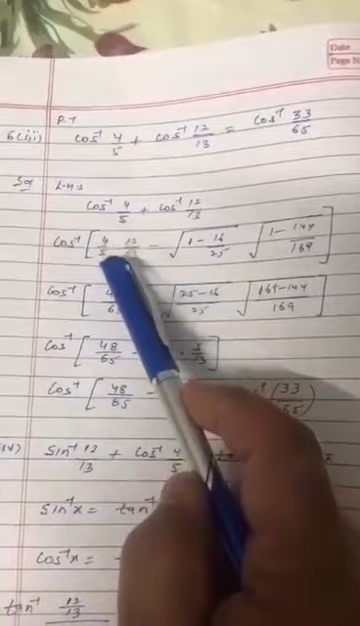 Date
Page N
P.T
6(iii) cos⁻¹ 4/5 + cos⁻¹ 12/13 = cos⁻¹ 33/65
Sol L.H.S
cos⁻¹ 4/5 + cos⁻¹ 12/13
cos⁻¹ [ 4/5 · 12/ − √(1 − 16/25) √(1 − 144/169) ]
cos⁻¹ [ 65 √(25−16/25) √(169−144/169) ]
cos⁻¹ [ 48/65 − · 5/13 ]
cos⁻¹ [ 48/65 − (33/65)
iv) sin⁻¹ 12/13 + cos⁻¹ 4/5
sin⁻¹x = tan⁻¹
cos⁻¹x =
tan⁻¹ 12/13